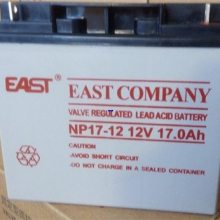 EAST®
EAST COMPANY
VALVE REGULATED LEAD ACID BATTERY
NP17-12 12V 17.0Ah
CAUTION:
●AVOID SHORT CIRCUIT
●DO NOT CHARGE IN A SEALED CONTAINER